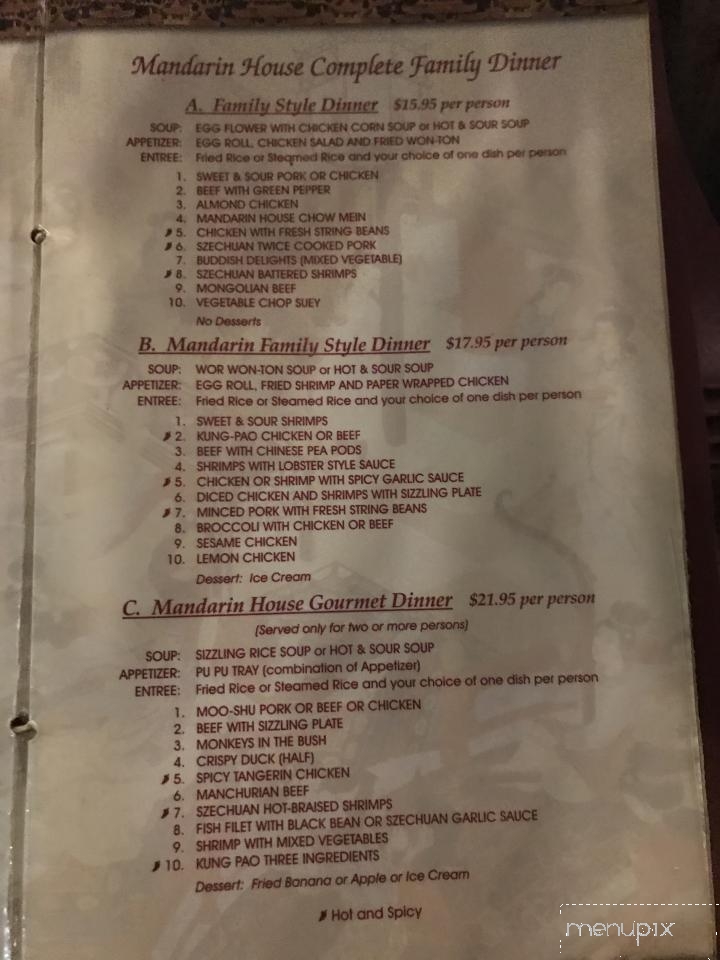 Mandarin House Complete Family Dinner
A. Family Style Dinner $15.95 per person
SOUP: EGG FLOWER WITH CHICKEN CORN SOUP or HOT & SOUR SOUP
APPETIZER: EGG ROLL, CHICKEN SALAD AND FRIED WON-TON
ENTREE: Fried Rice or Steamed Rice and your choice of one dish per person
1. SWEET & SOUR PORK OR CHICKEN
2. BEEF WITH GREEN PEPPER
3. ALMOND CHICKEN
4. MANDARIN HOUSE CHOW MEIN
5. CHICKEN WITH FRESH STRING BEANS
6. SZECHUAN TWICE COOKED PORK
7. BUDDISH DELIGHTS (MIXED VEGETABLE)
8. SZECHUAN BATTERED SHRIMPS
9. MONGOLIAN BEEF
10. VEGETABLE CHOP SUEY
No Desserts
B. Mandarin Family Style Dinner $17.95 per person
SOUP: WOR WON-TON SOUP or HOT & SOUR SOUP
APPETIZER: EGG ROLL, FRIED SHRIMP AND PAPER WRAPPED CHICKEN
ENTREE: Fried Rice or Steamed Rice and your choice of one dish per person
1. SWEET & SOUR SHRIMPS
2. KUNG-PAO CHICKEN OR BEEF
3. BEEF WITH CHINESE PEA PODS
4. SHRIMPS WITH LOBSTER STYLE SAUCE
5. CHICKEN OR SHRIMP WITH SPICY GARLIC SAUCE
6. DICED CHICKEN AND SHRIMPS WITH SIZZLING PLATE
7. MINCED PORK WITH FRESH STRING BEANS
8. BROCCOLI WITH CHICKEN OR BEEF
9. SESAME CHICKEN
10. LEMON CHICKEN
Dessert: Ice Cream
C. Mandarin House Gourmet Dinner $21.95 per person
(Served only for two or more persons)
SOUP: SIZZLING RICE SOUP or HOT & SOUR SOUP
APPETIZER: PU PU TRAY (combination of Appetizer)
ENTREE: Fried Rice or Steamed Rice and your choice of one dish per person
1. MOO-SHU PORK OR BEEF OR CHICKEN
2. BEEF WITH SIZZLING PLATE
3. MONKEYS IN THE BUSH
4. CRISPY DUCK (HALF)
5. SPICY TANGERIN CHICKEN
6. MANCHURIAN BEEF
7. SZECHUAN HOT-BRAISED SHRIMPS
8. FISH FILET WITH BLACK BEAN OR SZECHUAN GARLIC SAUCE
9. SHRIMP WITH MIXED VEGETABLES
10. KUNG PAO THREE INGREDIENTS
Dessert: Fried Banana or Apple or Ice Cream
Hot and Spicy
menupix